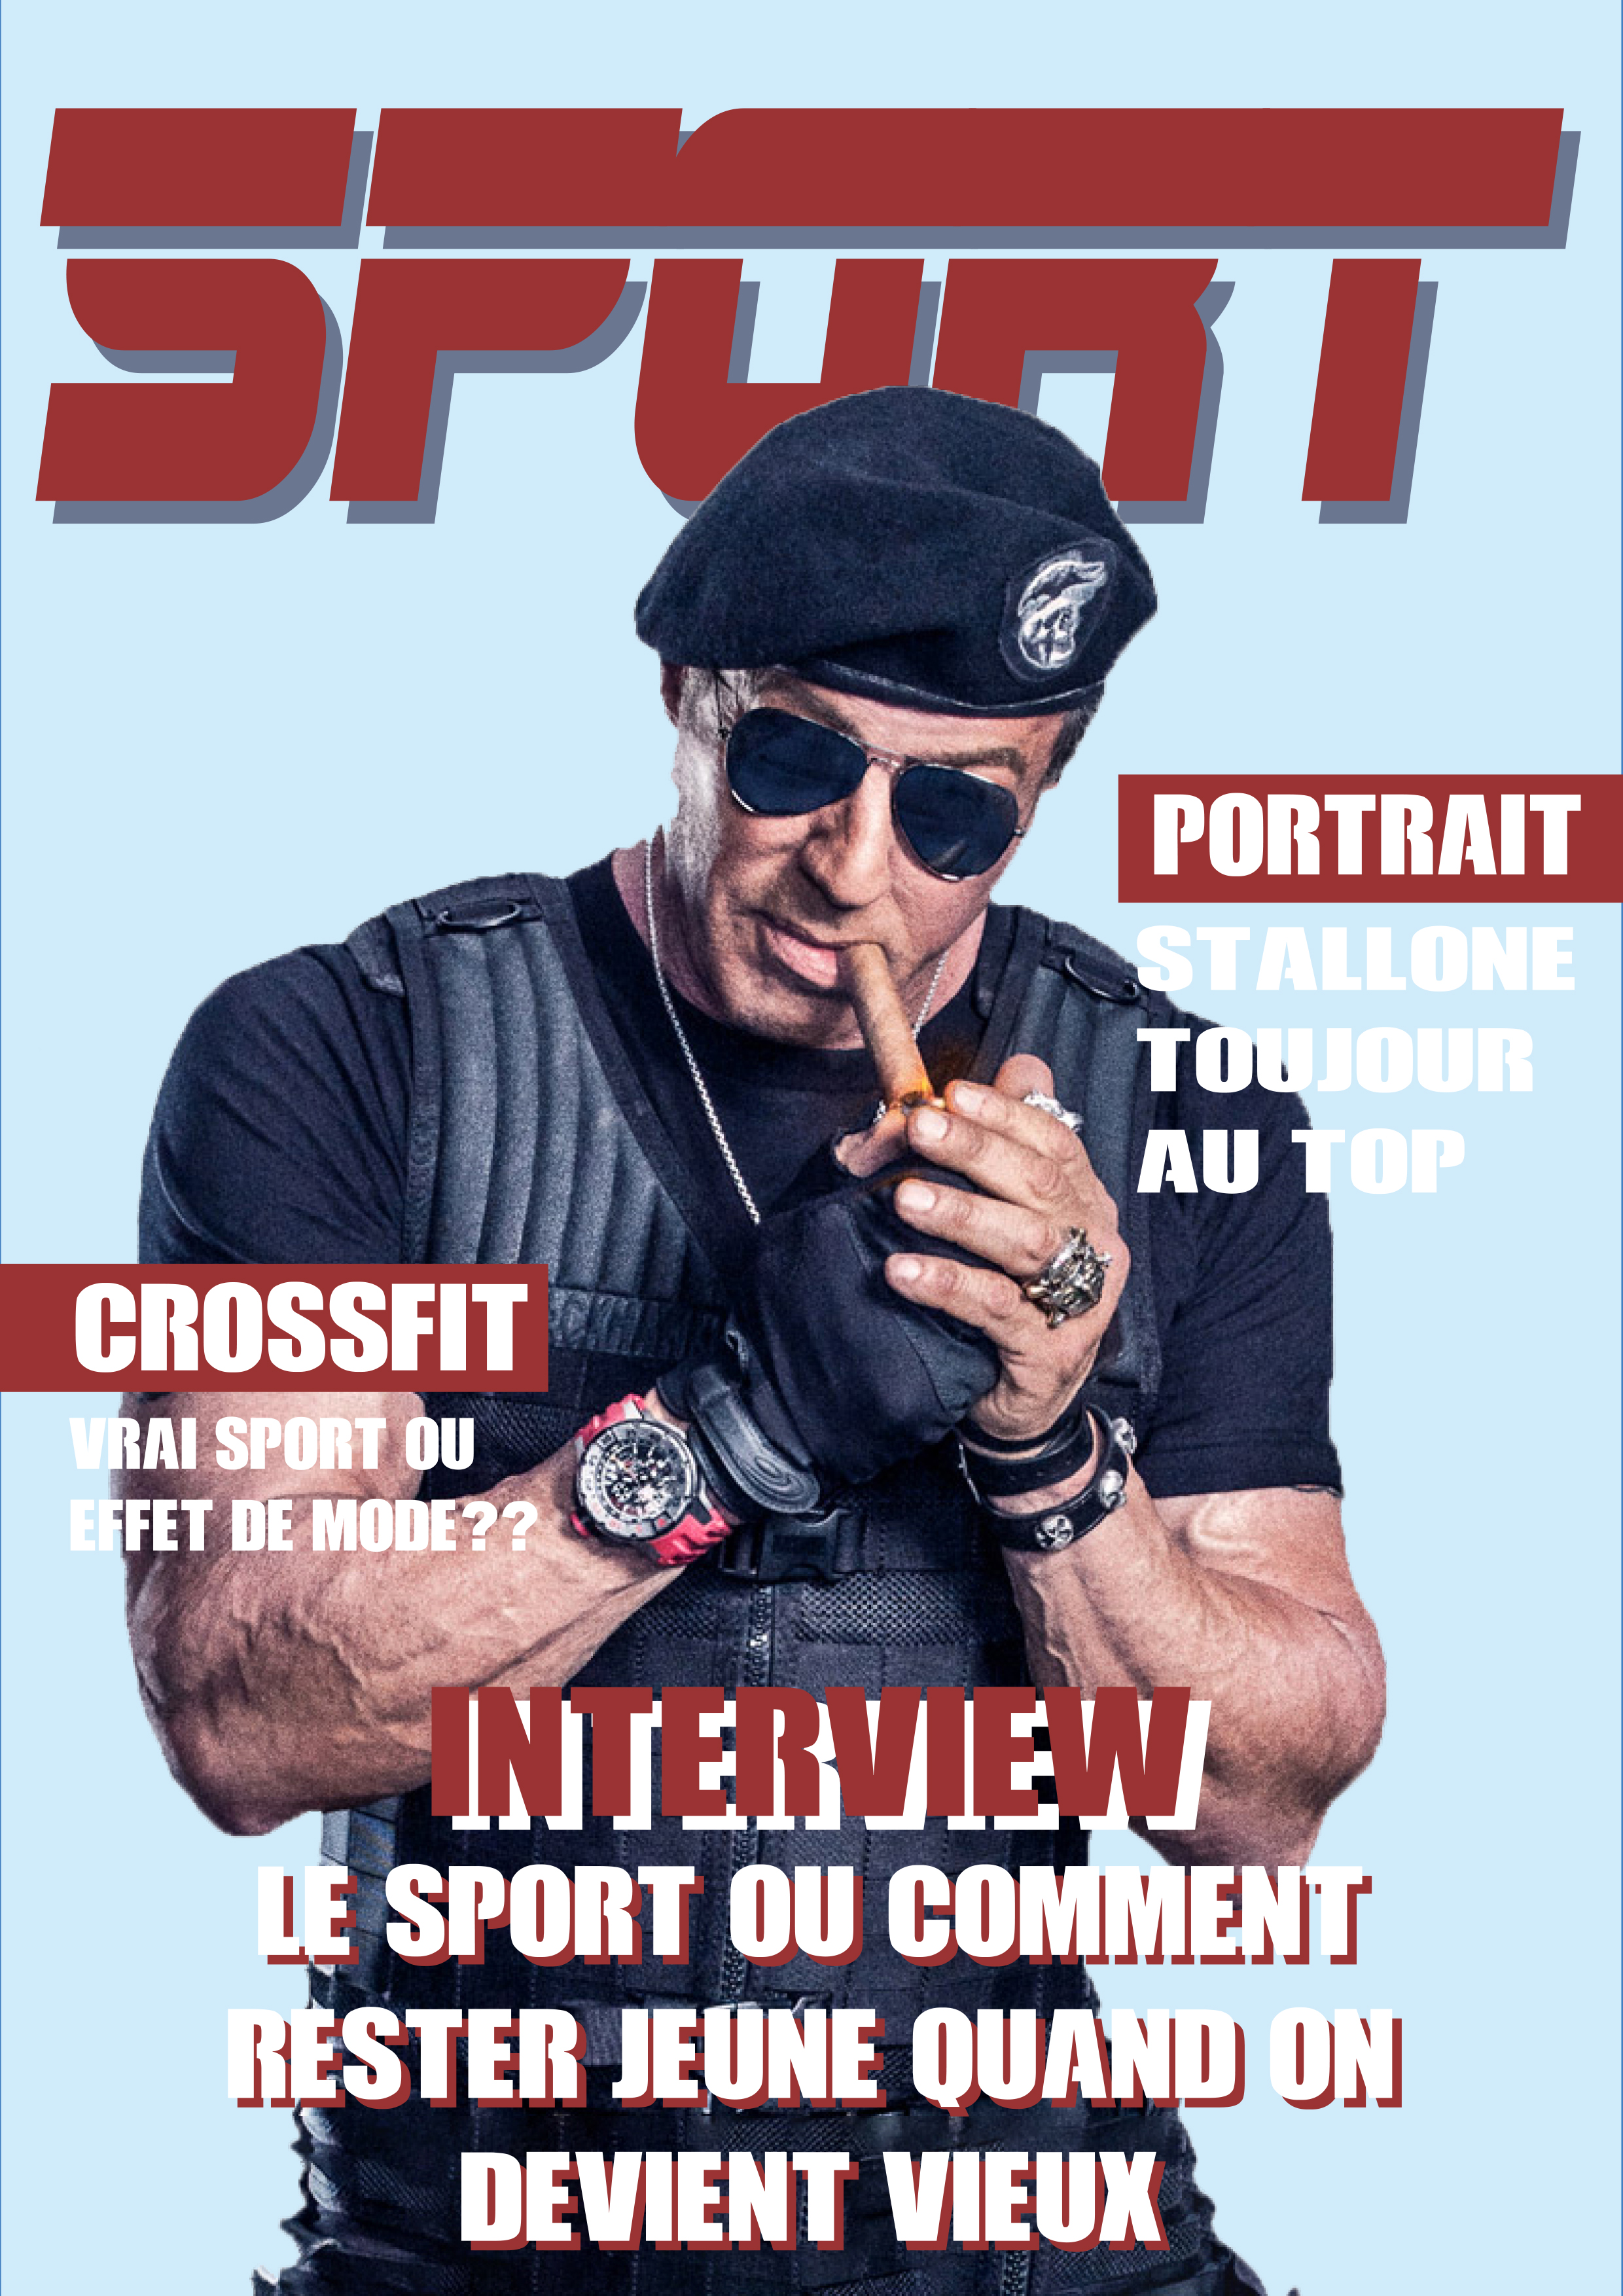 SPORT
PORTRAIT
STALLONE
TOUJOUR
AU TOP
CROSSFIT
VRAI SPORT OU
EFFET DE MODE??
INTERVIEW
LE SPORT OU COMMENT
RESTER JEUNE QUAND ON
DEVIENT VIEUX